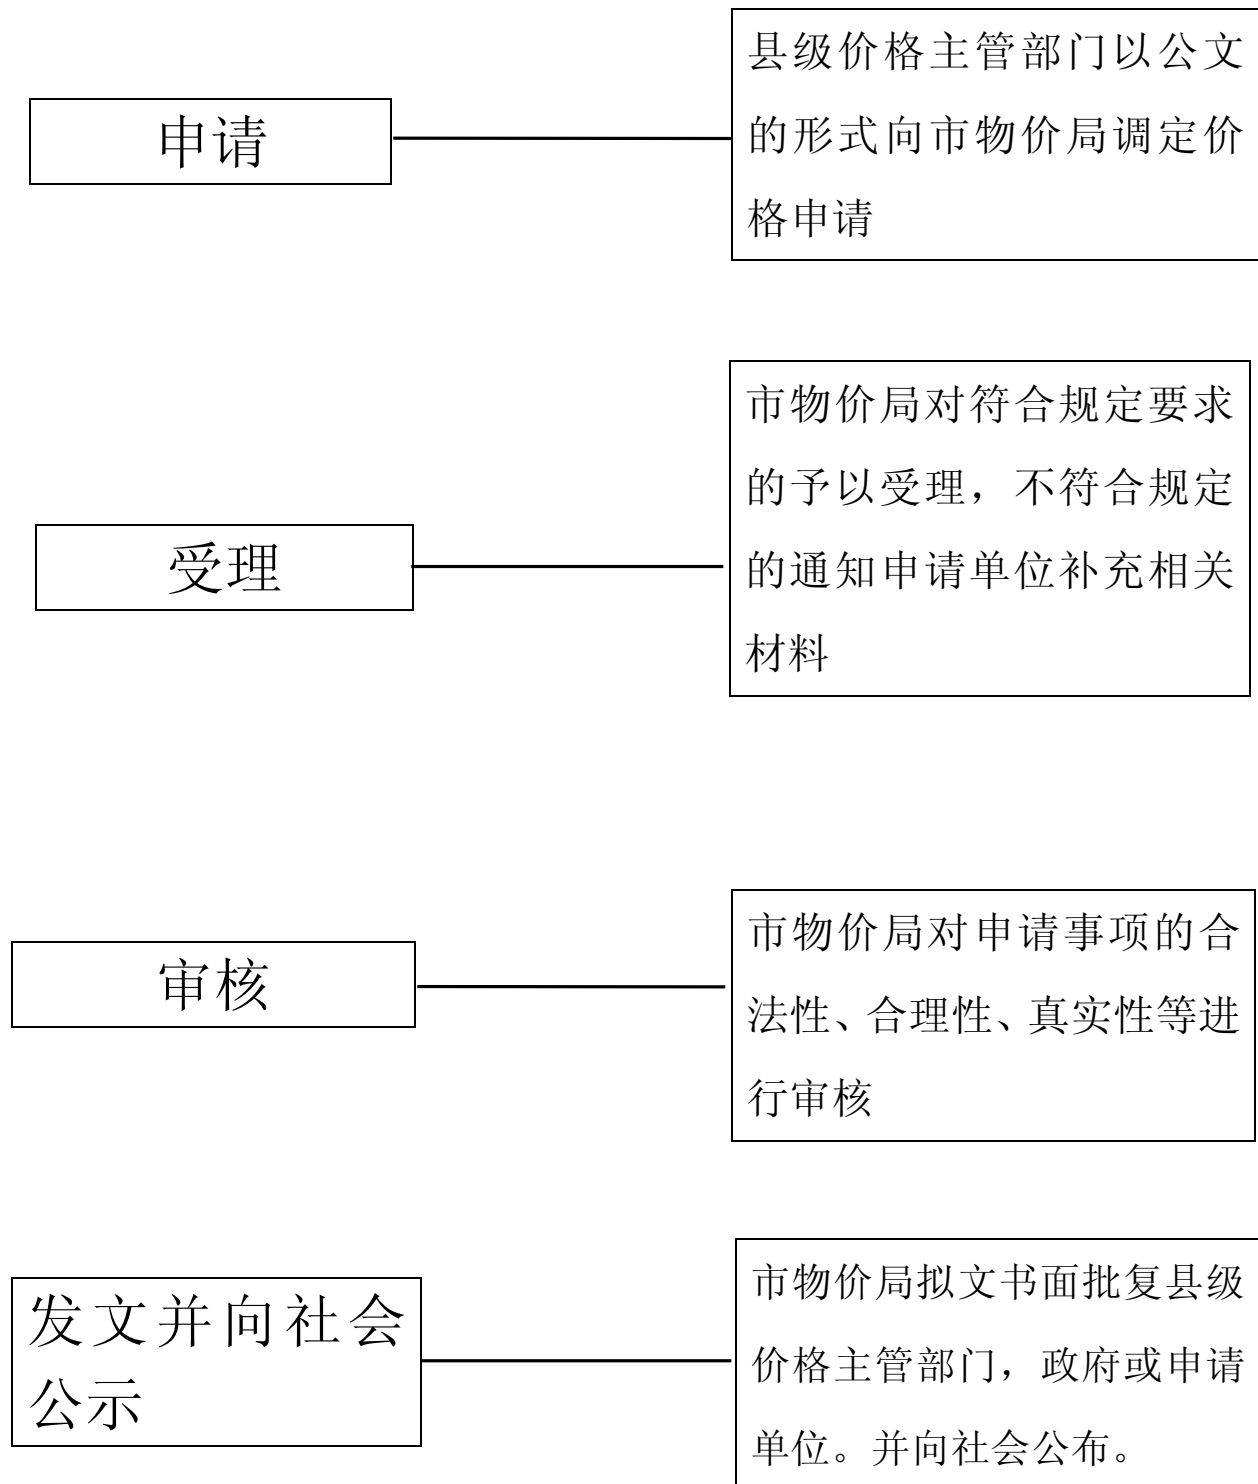 申请
县级价格主管部门以公文
的形式向市物价局调定价
格申请
受理
市物价局对符合规定要求
的予以受理，不符合规定
的通知申请单位补充相关
材料
审核
市物价局对申请事项的合
法性、合理性、真实性等进
行审核
发文并向社会
公示
市物价局拟文书面批复县级
价格主管部门，政府或申请
单位。并向社会公布。